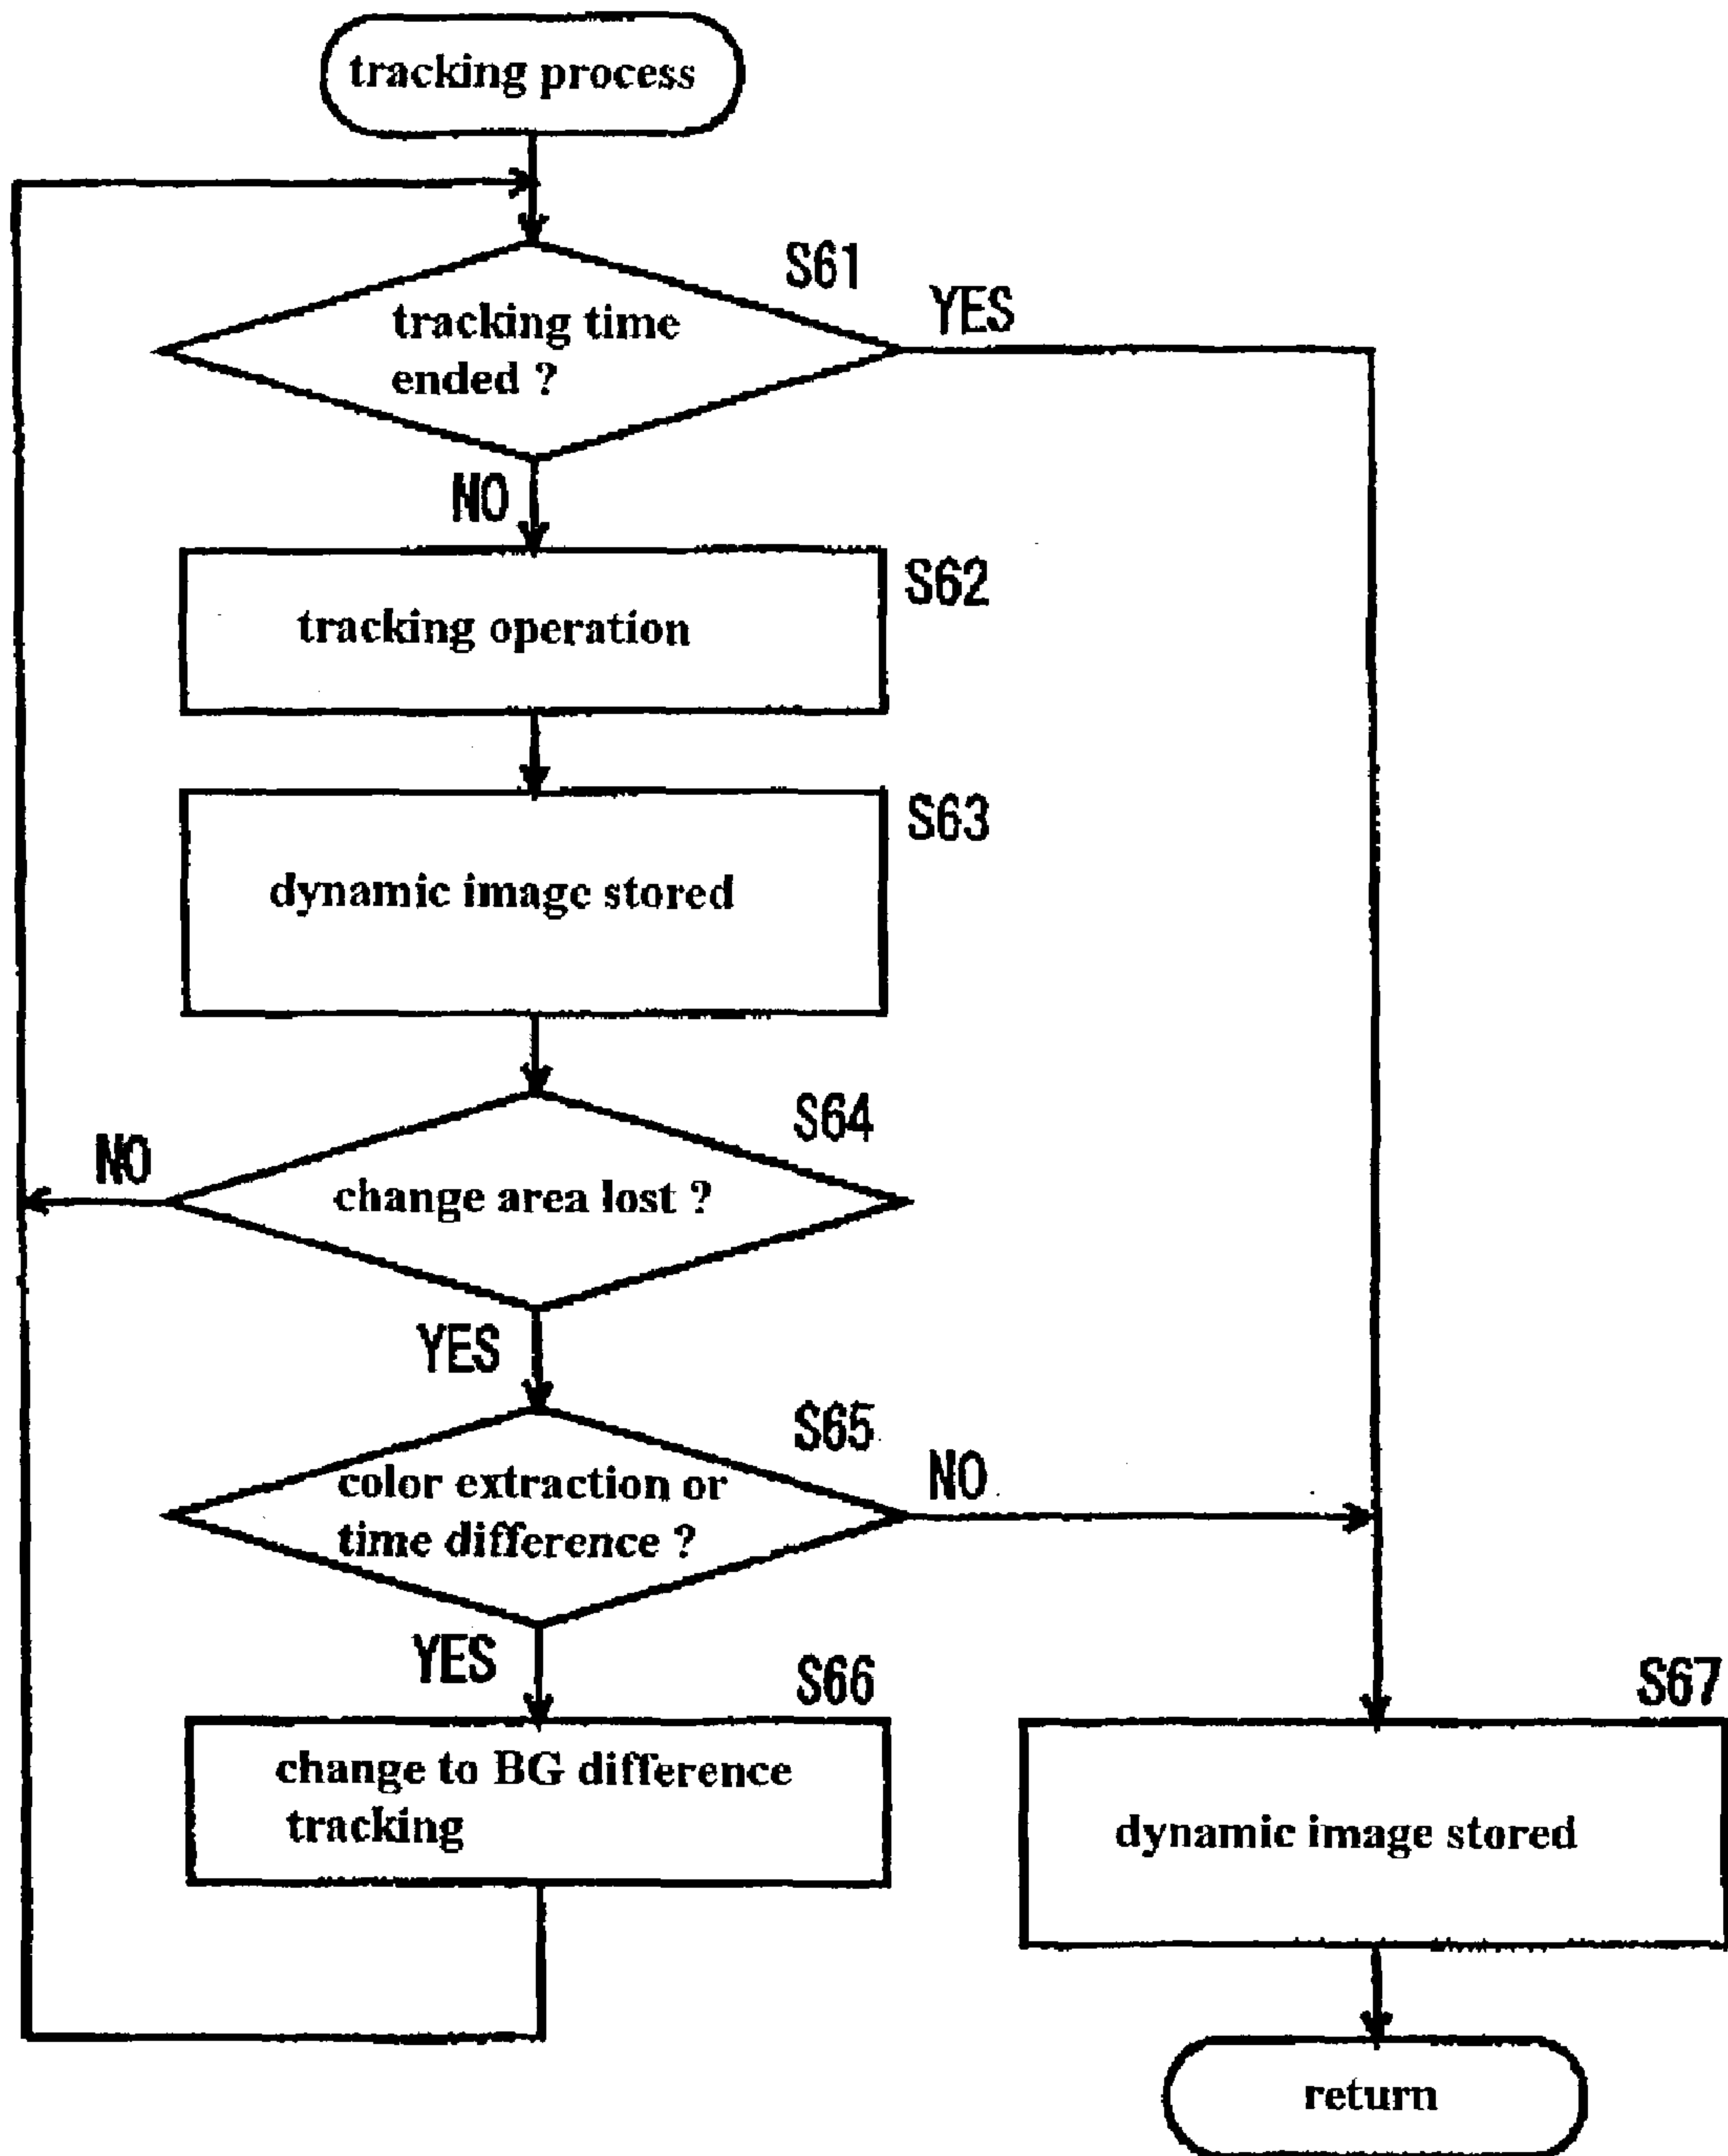 tracking process
S61
tracking time
ended ?
YES
NO
S62
tracking operation
S63
dynamic image stored
S64
NO
change area lost ?
YES
S65
color extraction or
time difference ?
NO
YES
S66
change to BG difference
tracking
S67
dynamic image stored
return